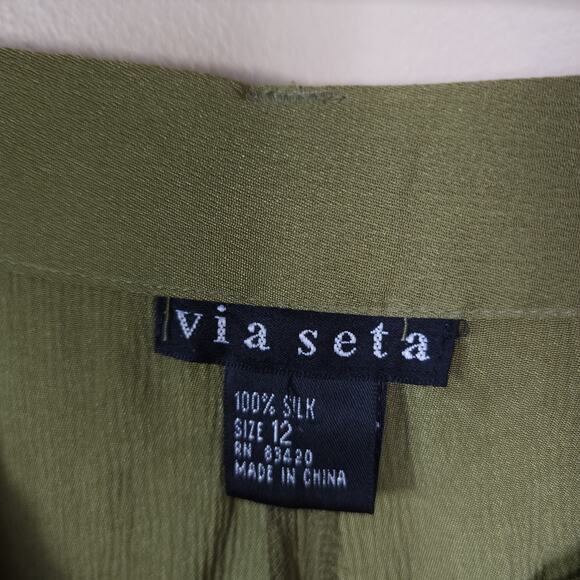 via seta
100% SILK
SIZE 12
RN 83420
MADE IN CHINA